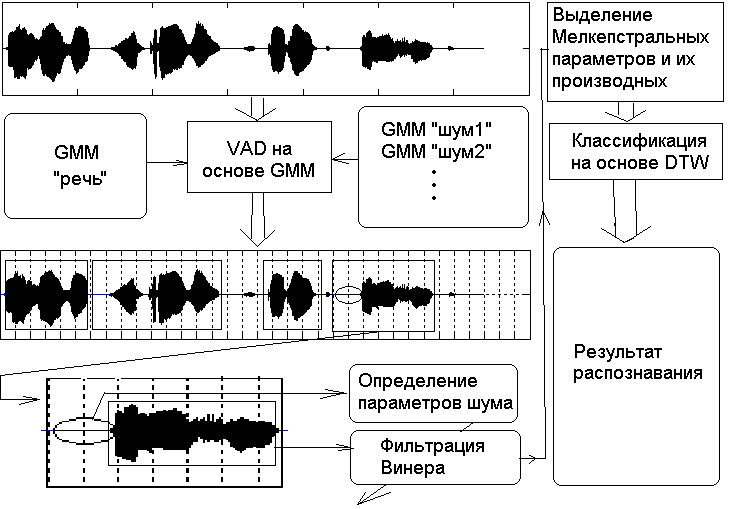 Выделение
Мелкепстральных
параметров и их
производных
GMM
"речь"
VAD на
основе GMM
GMM "шум1"
GMM "шум2"
Классификация
на основе DTW
Результат
распознавания
Определение
параметров шума
Фильтрация
Винера